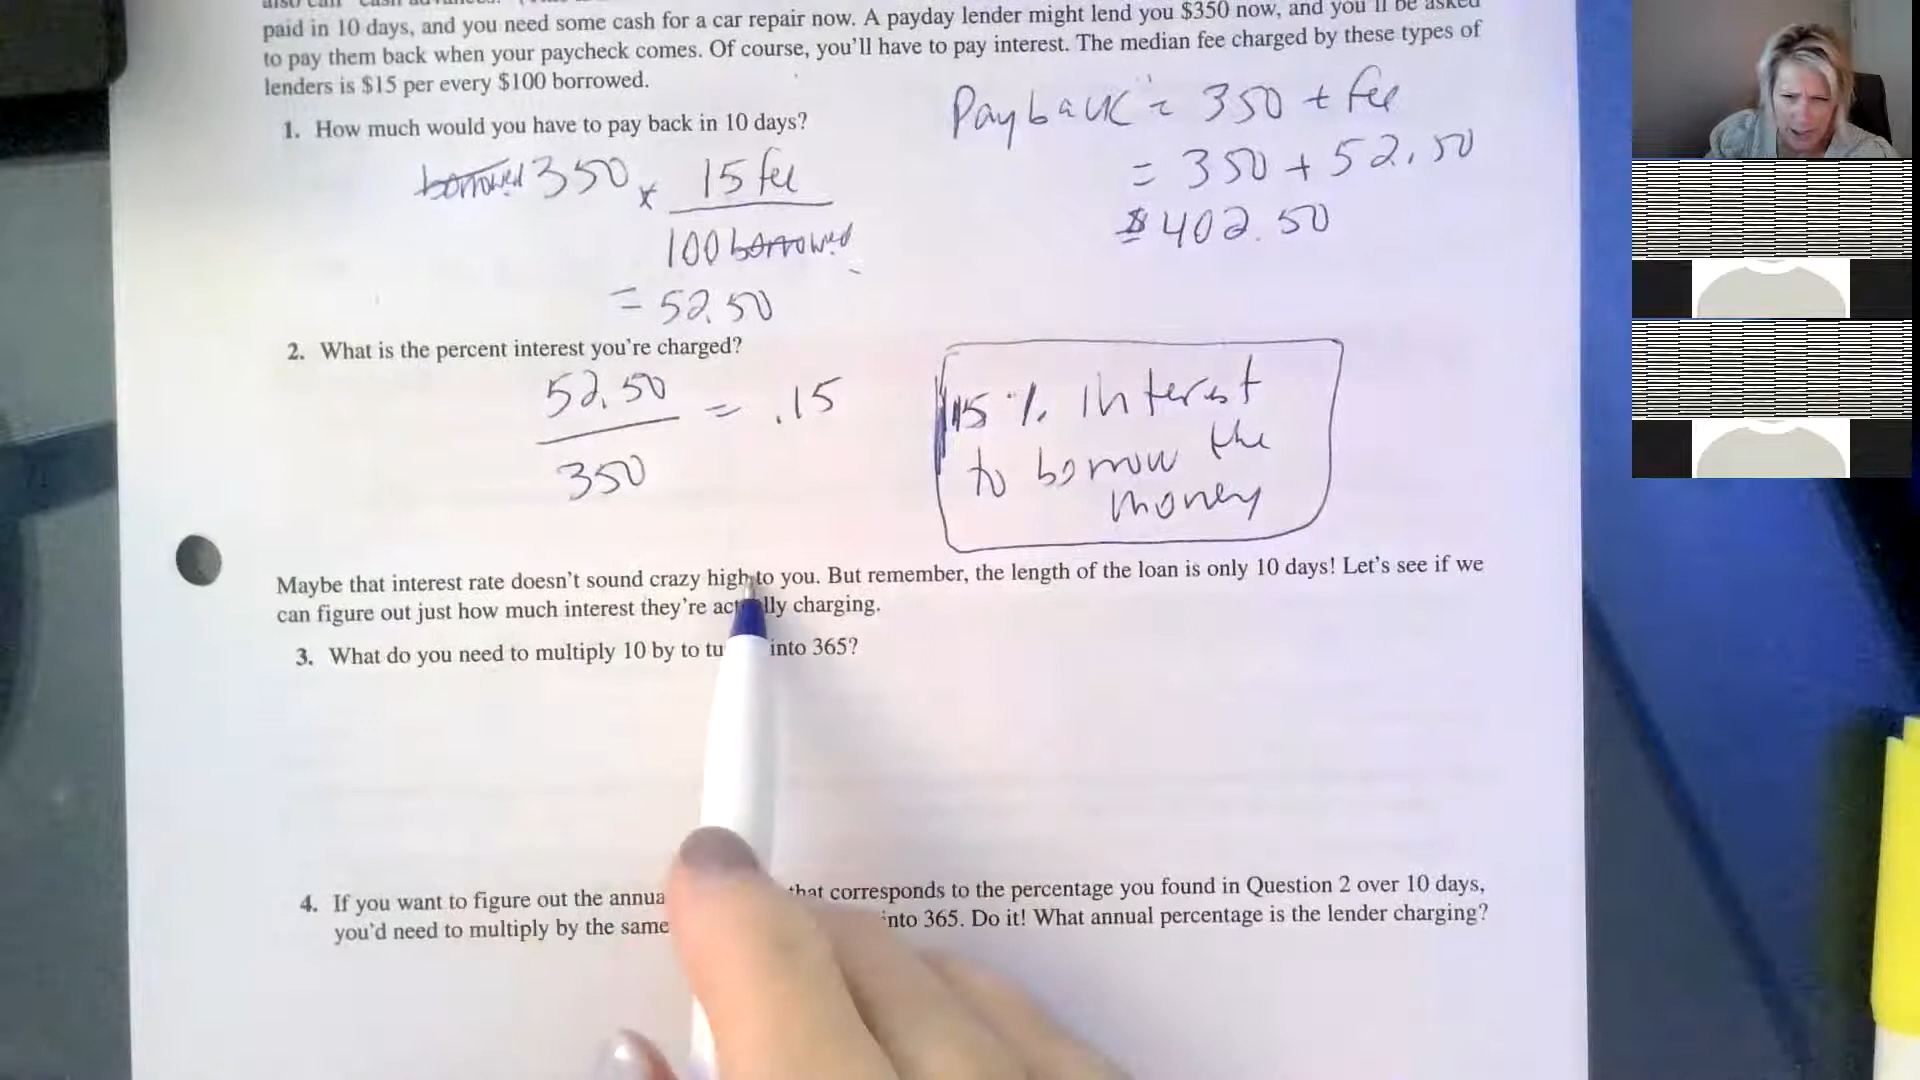 paid in 10 days, and you need some cash for a car repair now. A payday lender might lend you $350 now, and you'll be asked
to pay them back when your paycheck comes. Of course, you'll have to pay interest. The median fee charged by these types of
lenders is $15 per every $100 borrowed.
1. How much would you have to pay back in 10 days?
borrowed 350 x 15 fee
100 borrowed
= 52.50
Payback = 350 + fee
= 350 + 52.50
$402.50
2. What is the percent interest you're charged?
52.50
350
= .15
15% interest
to borrow the
money
Maybe that interest rate doesn't sound crazy high to you. But remember, the length of the loan is only 10 days! Let's see if we
can figure out just how much interest they're actually charging.
3. What do you need to multiply 10 by to tu into 365?
4. If you want to figure out the annua that corresponds to the percentage you found in Question 2 over 10 days,
you'd need to multiply by the same into 365. Do it! What annual percentage is the lender charging?